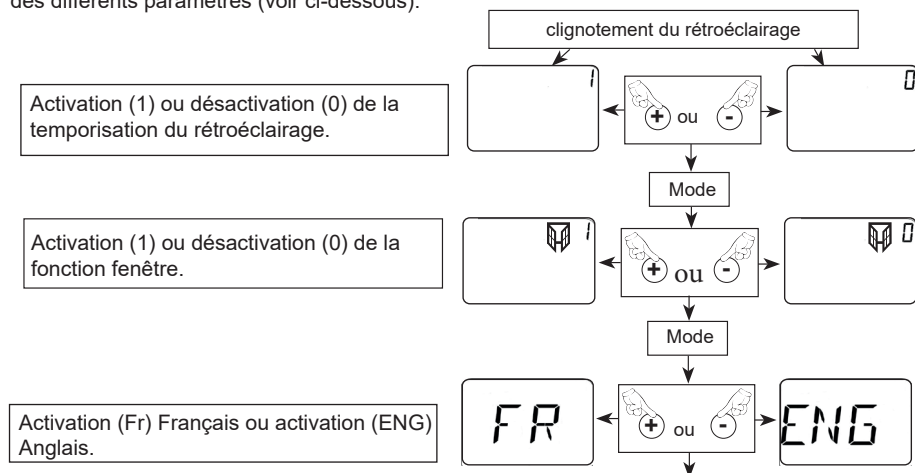 des différents paramètres (voir ci-dessous).
clignotement du rétroéclairage
Activation (1) ou désactivation (0) de la
temporisation du rétroéclairage.
1
+ ou -
0
Mode
Activation (1) ou désactivation (0) de la
fonction fenêtre.
1
+ ou -
0
Mode
Activation (Fr) Français ou activation (ENG)
Anglais.
FR
+ ou -
ENG